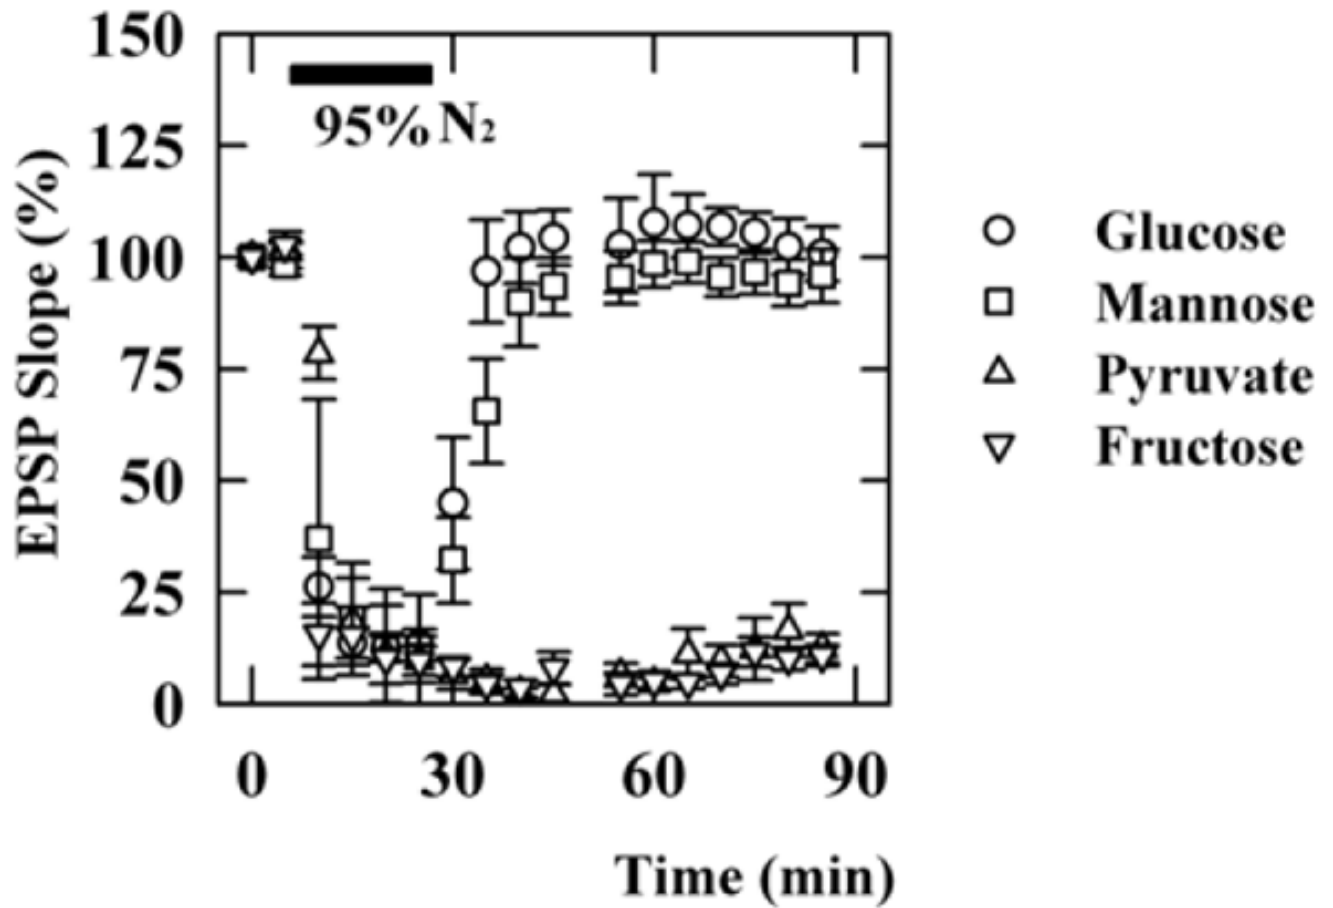 150
95% N₂
125
100
75
50
25
0
EPSP Slope (%)
0 30 60 90
Time (min)
Glucose
Mannose
Pyruvate
Fructose